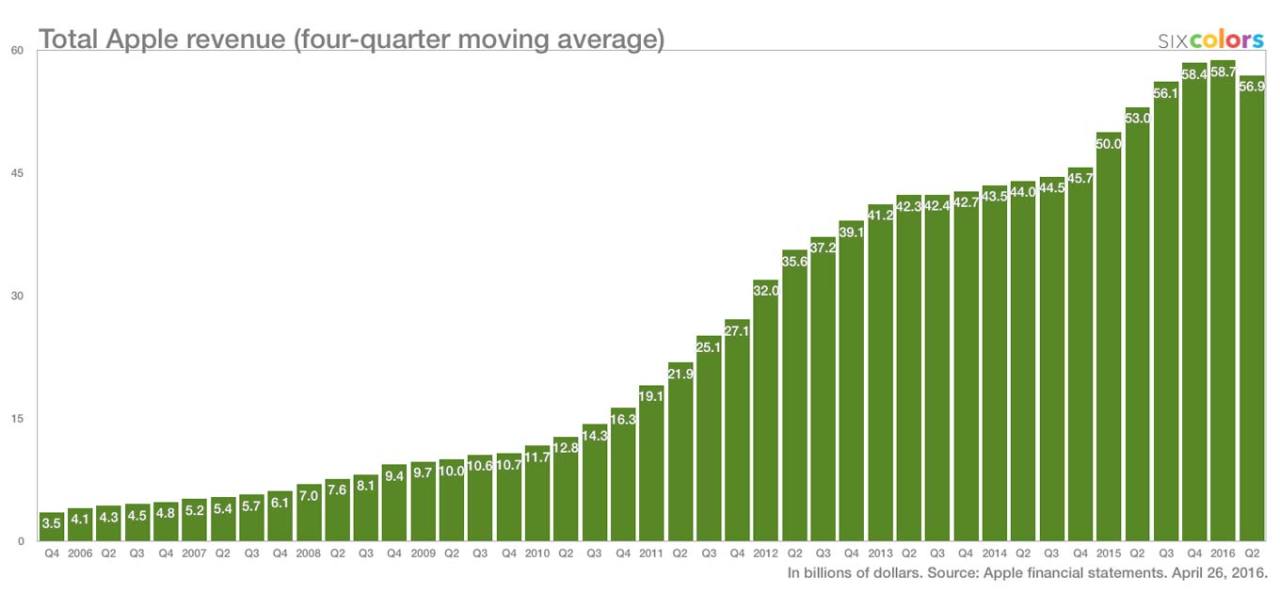 Total Apple revenue (four-quarter moving average)
SIXcolors
60
45
30
15
0
3.5 4.1 4.3 4.5 4.8 5.2 5.4 5.7 6.1 7.0 7.6 8.1 9.4 9.7 10.0 10.6 10.7 11.7 12.8 14.3 16.3 19.1 21.9 25.1 27.1 32.0 35.6 37.2 39.1 41.2 42.3 42.4 42.7 43.5 44.0 44.5 45.7 50.0 53.0 56.1 58.4 58.7 56.9
Q4 2006 Q2 Q3 Q4 2007 Q2 Q3 Q4 2008 Q2 Q3 Q4 2009 Q2 Q3 Q4 2010 Q2 Q3 Q4 2011 Q2 Q3 Q4 2012 Q2 Q3 Q4 2013 Q2 Q3 Q4 2014 Q2 Q3 Q4 2015 Q2 Q3 Q4 2016 Q2
In billions of dollars. Source: Apple financial statements. April 26, 2016.